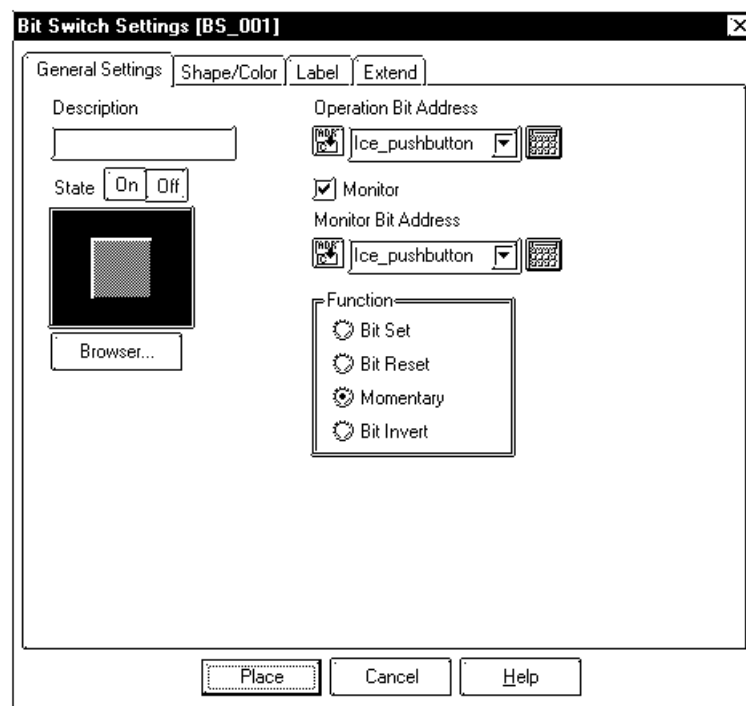 Bit Switch Settings [BS_001]
General Settings
Shape/Color
Label
Extend
Description
Operation Bit Address
Ice_pushbutton
State
On
Off
Monitor
Monitor Bit Address
Ice_pushbutton
Browser...
Function
Bit Set
Bit Reset
Momentary
Bit Invert
Place
Cancel
Help